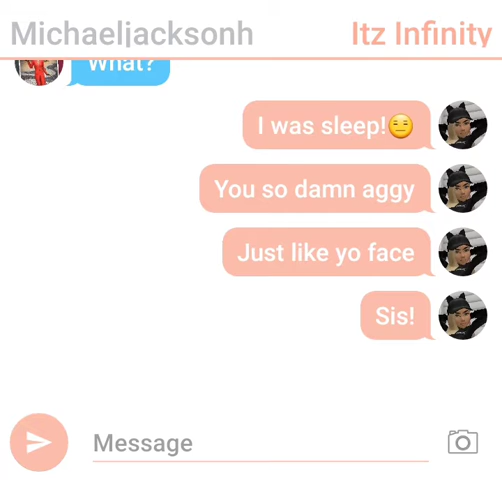 Michaeljacksonh
Itz Infinity
What?
I was sleep!😑
You so damn aggy
Just like yo face
Sis!
Message